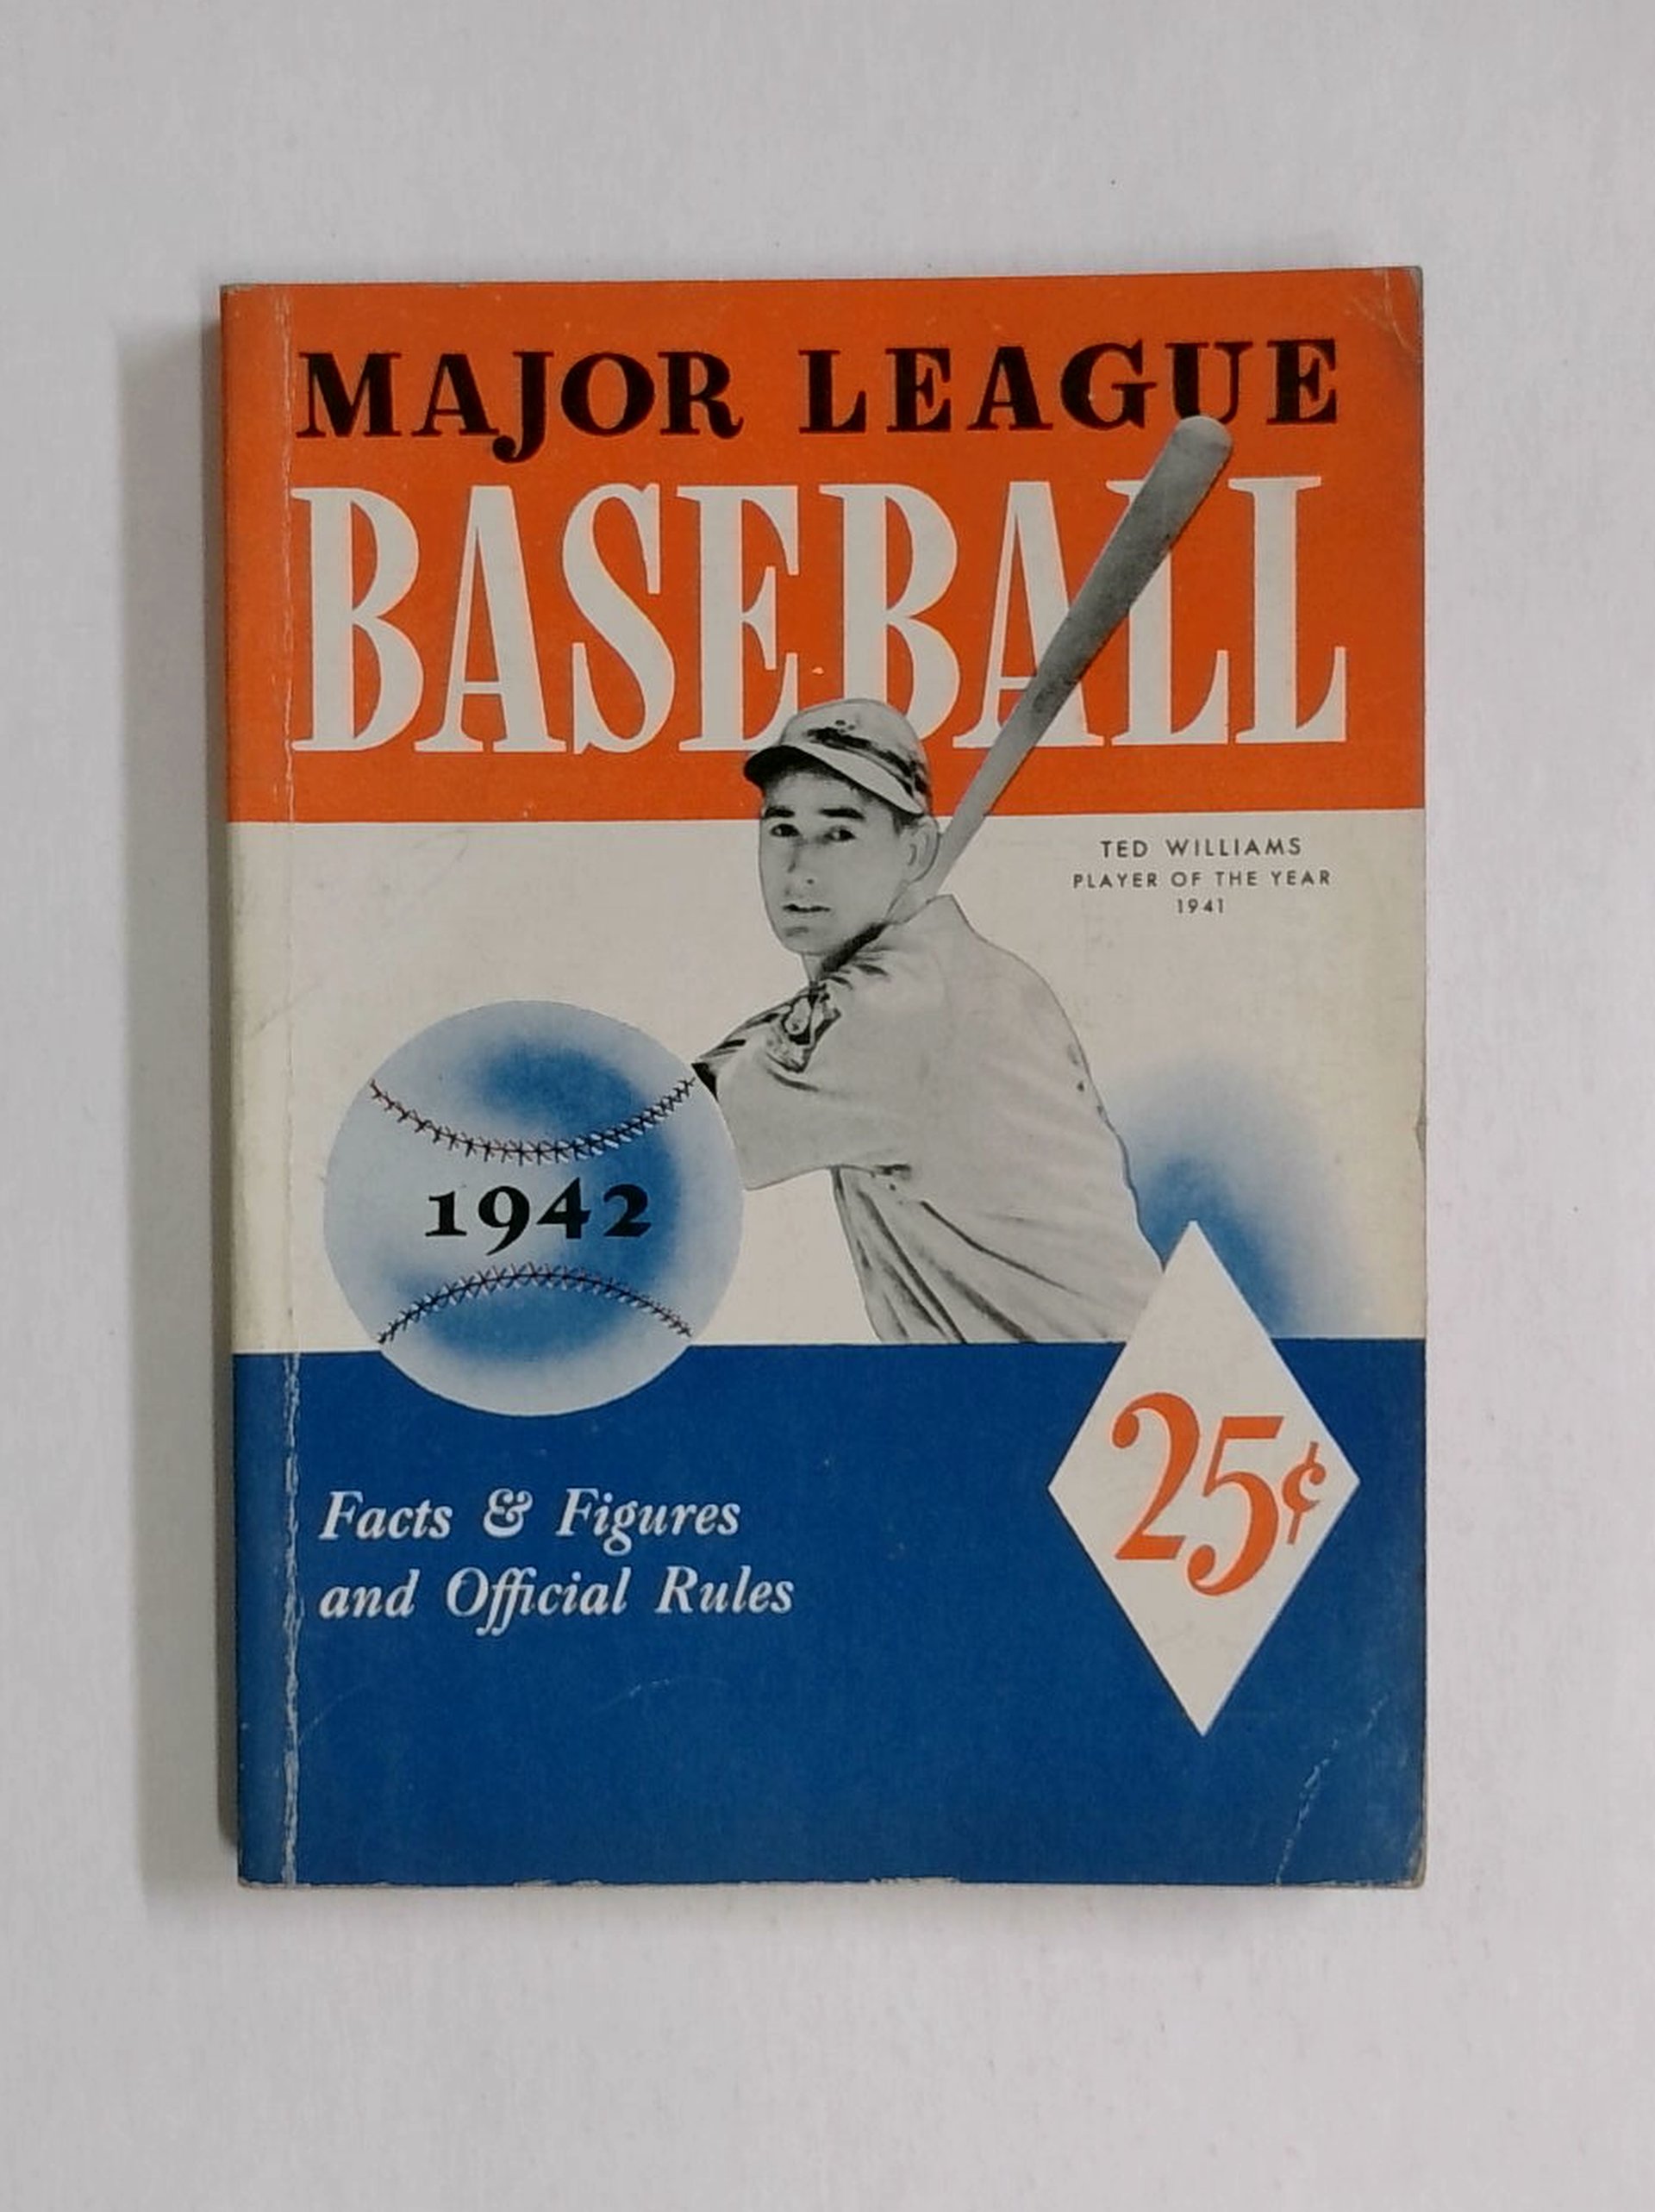 MAJOR LEAGUE
BASEBALL
TED WILLIAMS
PLAYER OF THE YEAR
1941
1942
25¢
Facts & Figures
and Official Rules